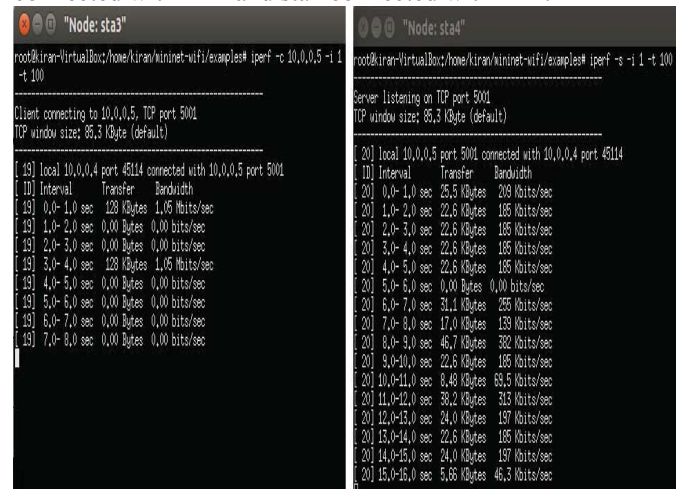 "Node: sta3"
root@kiran-VirtualBox:/home/kiran/mininet-wifi/examples# iperf -c 10.0.0.5 -i 1
-t 100
------------------------------------------------------------
Client connecting to 10.0.0.5, TCP port 5001
TCP window size: 85.3 KByte (default)
------------------------------------------------------------
[ 19] local 10.0.0.4 port 45114 connected with 10.0.0.5 port 5001
[ ID] Interval Transfer Bandwidth
[ 19] 0.0- 1.0 sec 128 KBytes 1.05 Mbits/sec
[ 19] 1.0- 2.0 sec 0.00 Bytes 0.00 bits/sec
[ 19] 2.0- 3.0 sec 0.00 Bytes 0.00 bits/sec
[ 19] 3.0- 4.0 sec 128 KBytes 1.05 Mbits/sec
[ 19] 4.0- 5.0 sec 0.00 Bytes 0.00 bits/sec
[ 19] 5.0- 6.0 sec 0.00 Bytes 0.00 bits/sec
[ 19] 6.0- 7.0 sec 0.00 Bytes 0.00 bits/sec
[ 19] 7.0- 8.0 sec 0.00 Bytes 0.00 bits/sec
"Node: sta4"
root@kiran-VirtualBox:/home/kiran/mininet-wifi/examples# iperf -s -i 1 -t 100
------------------------------------------------------------
Server listening on TCP port 5001
TCP window size: 85.3 KByte (default)
------------------------------------------------------------
[ 20] local 10.0.0.5 port 5001 connected with 10.0.0.4 port 45114
[ ID] Interval Transfer Bandwidth
[ 20] 0.0- 1.0 sec 25.5 KBytes 209 Kbits/sec
[ 20] 1.0- 2.0 sec 22.6 KBytes 185 Kbits/sec
[ 20] 2.0- 3.0 sec 22.6 KBytes 185 Kbits/sec
[ 20] 3.0- 4.0 sec 22.6 KBytes 185 Kbits/sec
[ 20] 4.0- 5.0 sec 22.6 KBytes 185 Kbits/sec
[ 20] 5.0- 6.0 sec 0.00 Bytes 0.00 bits/sec
[ 20] 6.0- 7.0 sec 31.1 KBytes 255 Kbits/sec
[ 20] 7.0- 8.0 sec 17.0 KBytes 139 Kbits/sec
[ 20] 8.0- 9.0 sec 46.7 KBytes 382 Kbits/sec
[ 20] 9.0-10.0 sec 22.6 KBytes 185 Kbits/sec
[ 20] 10.0-11.0 sec 8.48 KBytes 69.5 Kbits/sec
[ 20] 11.0-12.0 sec 38.2 KBytes 313 Kbits/sec
[ 20] 12.0-13.0 sec 24.0 KBytes 197 Kbits/sec
[ 20] 13.0-14.0 sec 22.6 KBytes 185 Kbits/sec
[ 20] 14.0-15.0 sec 24.0 KBytes 197 Kbits/sec
[ 20] 15.0-16.0 sec 5.66 KBytes 46.3 Kbits/sec